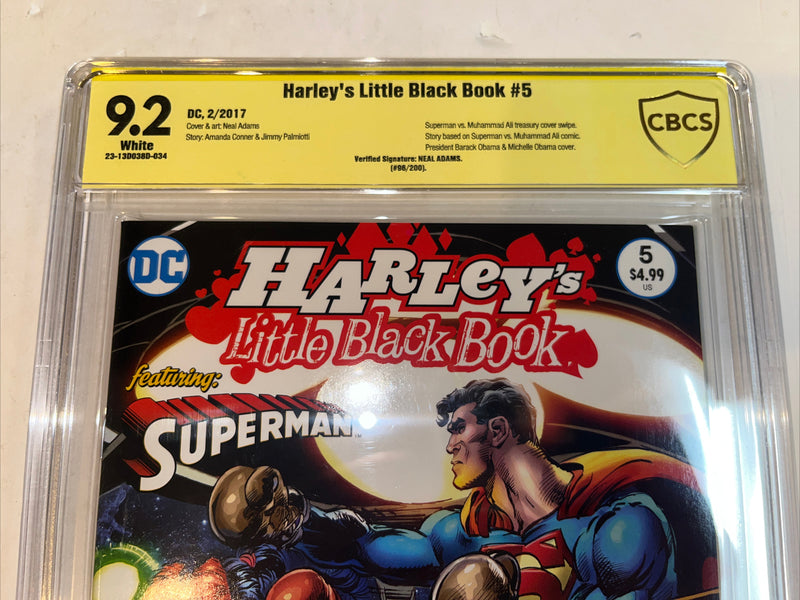 Harley's Little Black Book #5
9.2
White
23-13D038D-034
DC, 2/2017
Cover & art: Neal Adams
Story: Amanda Conner & Jimmy Palmiotti
Superman vs. Muhammad Ali treasury cover swipe.
Story based on Superman vs. Muhammad Ali comic.
President Barack Obama & Michelle Obama cover.
Verified Signature: NEAL ADAMS.
(#96/200).
CBCS
DC
HARLEY'S
Little Black Book
5
$4.99
US
featuring:
SUPERMAN
TM
S